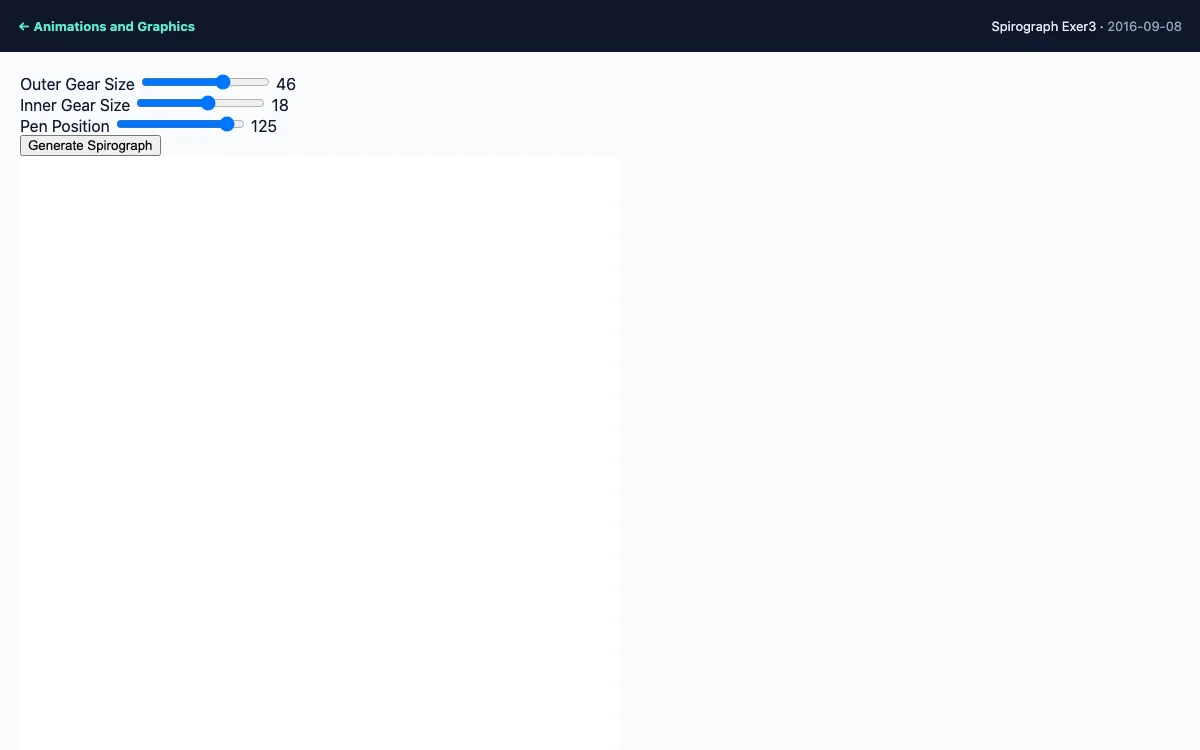 ← Animations and Graphics
Spirograph Exer3 · 2016-09-08
Outer Gear Size 46
Inner Gear Size 18
Pen Position 125
Generate Spirograph